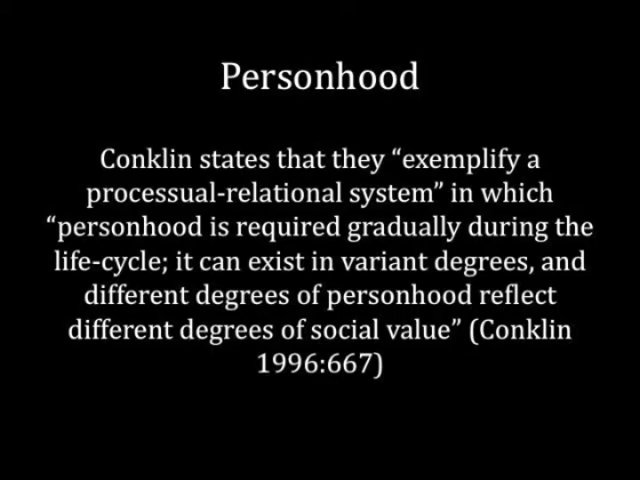 Personhood
Conklin states that they “exemplify a
processual-relational system” in which
“personhood is required gradually during the
life-cycle; it can exist in variant degrees, and
different degrees of personhood reflect
different degrees of social value” (Conklin
1996:667)